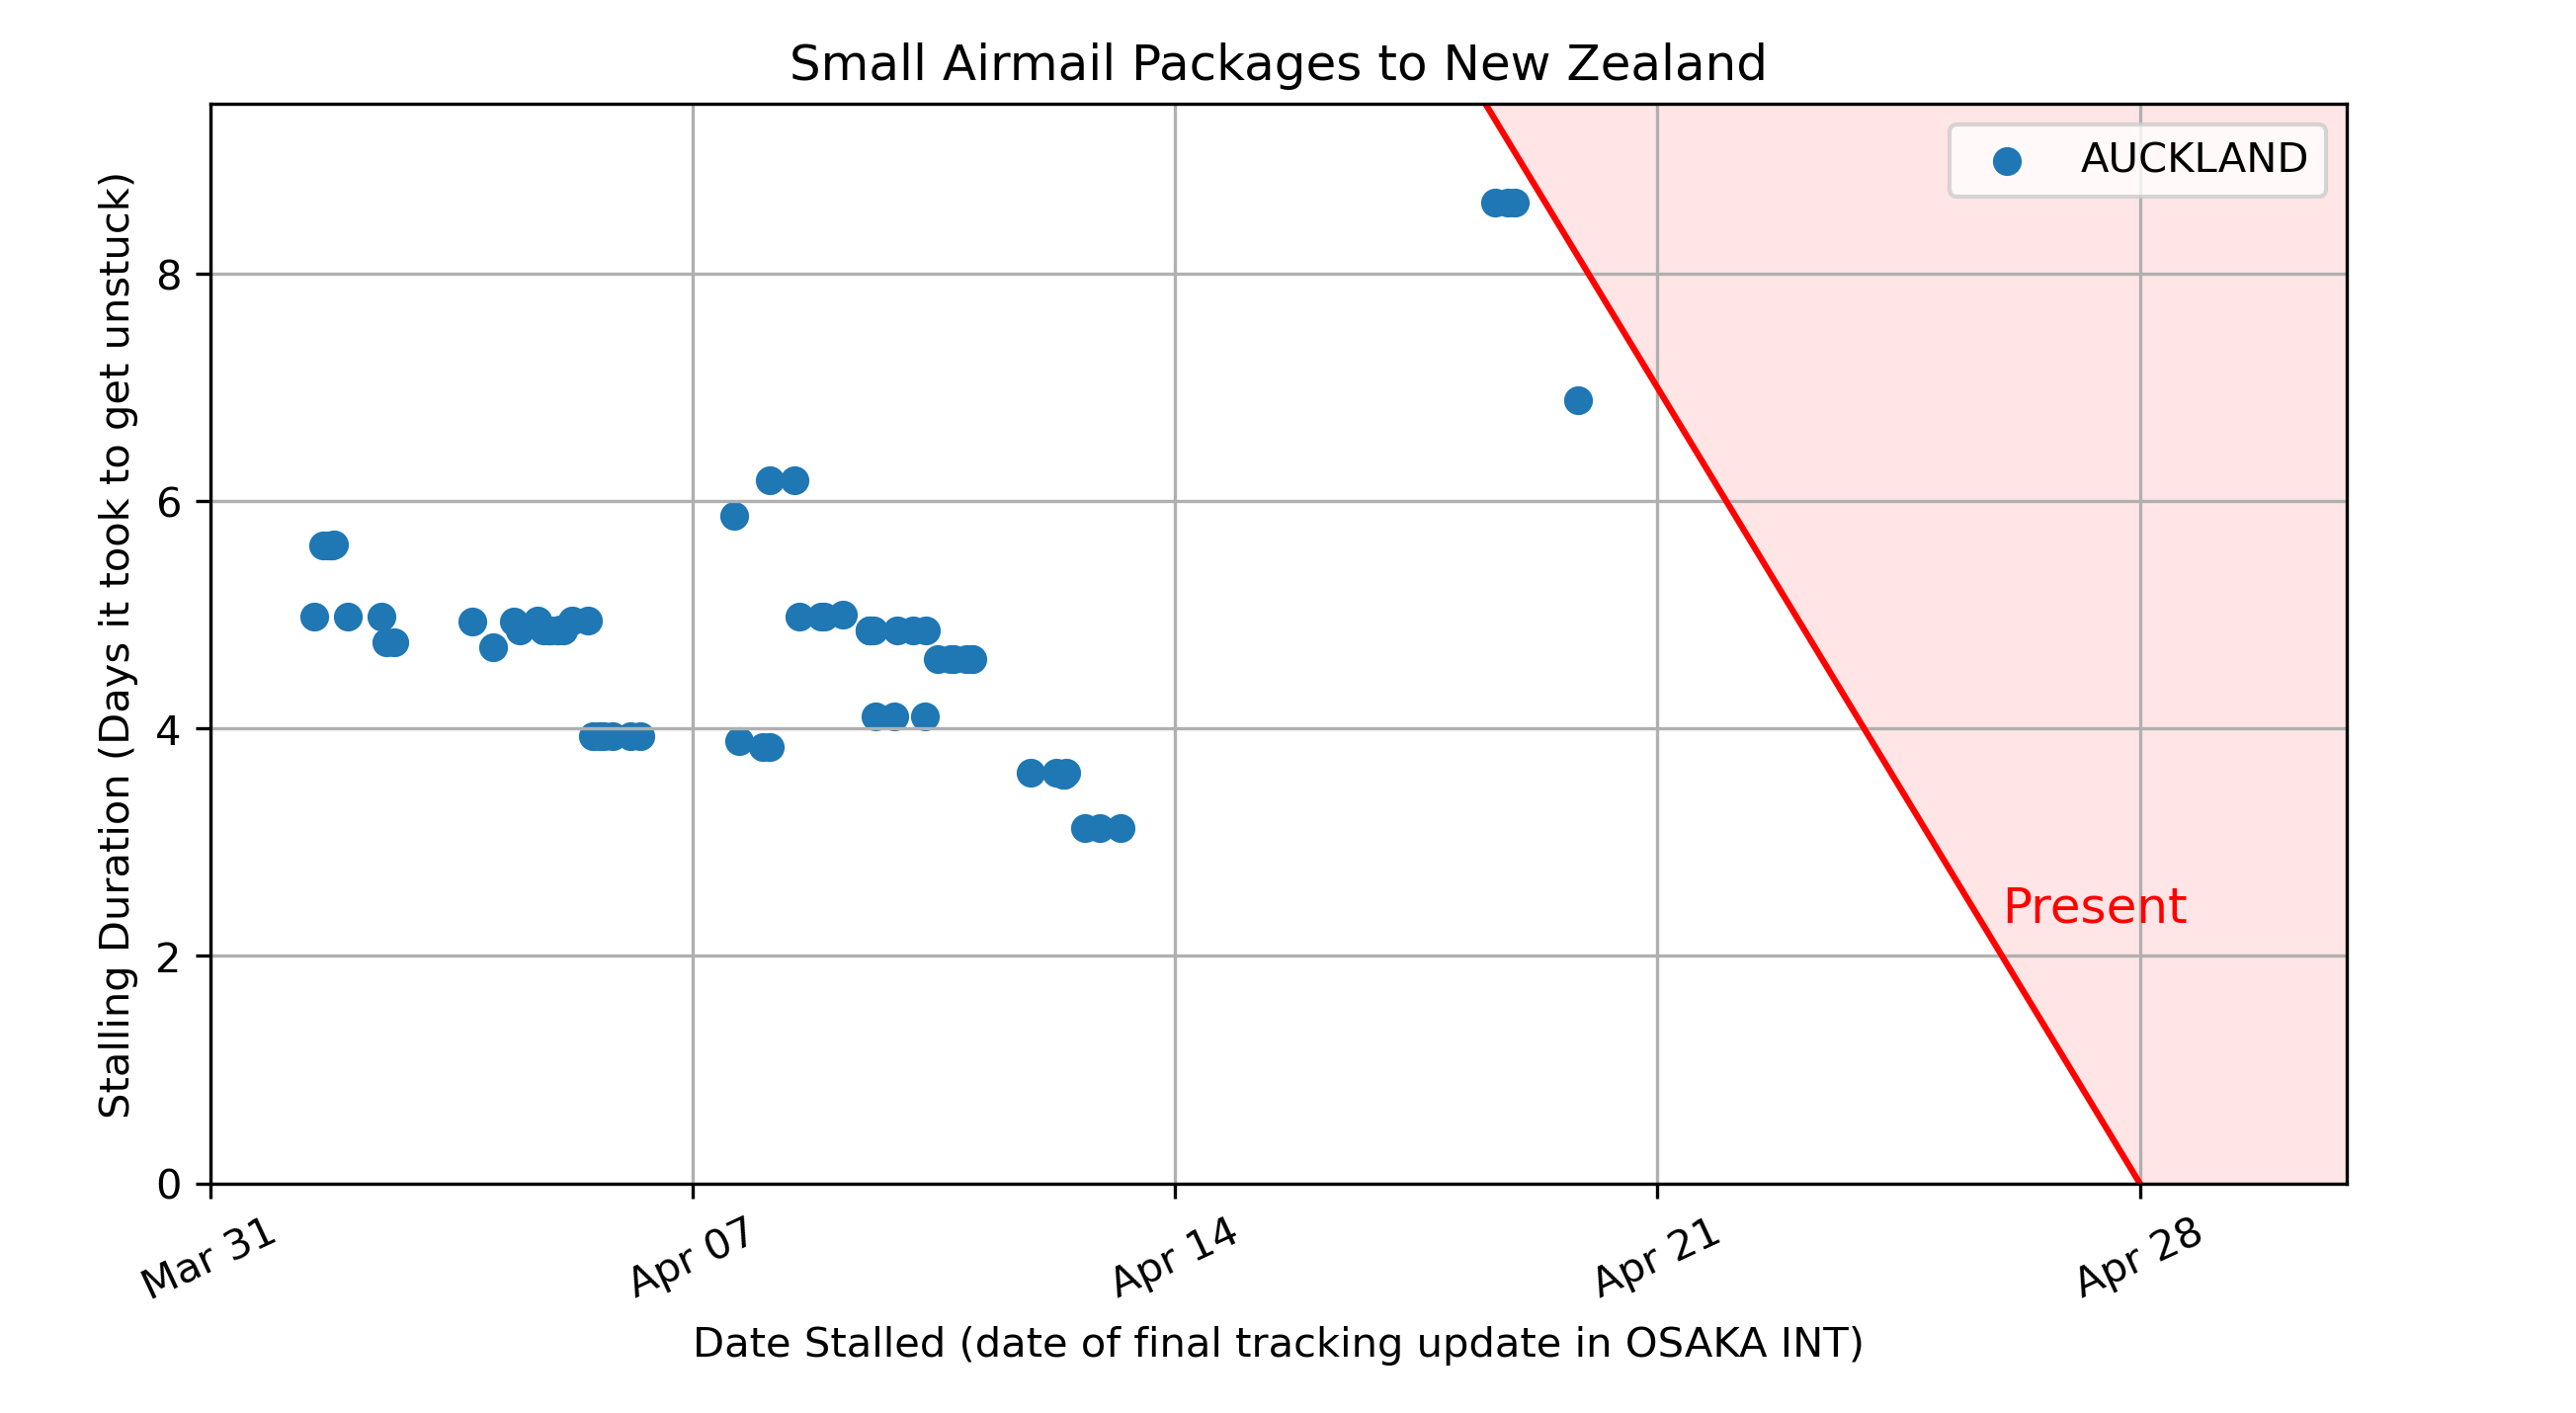 Small Airmail Packages to New Zealand
AUCKLAND
Stalling Duration (Days it took to get unstuck)
8
6
4
2
0
Present
Mar 31
Apr 07
Apr 14
Apr 21
Apr 28
Date Stalled (date of final tracking update in OSAKA INT)